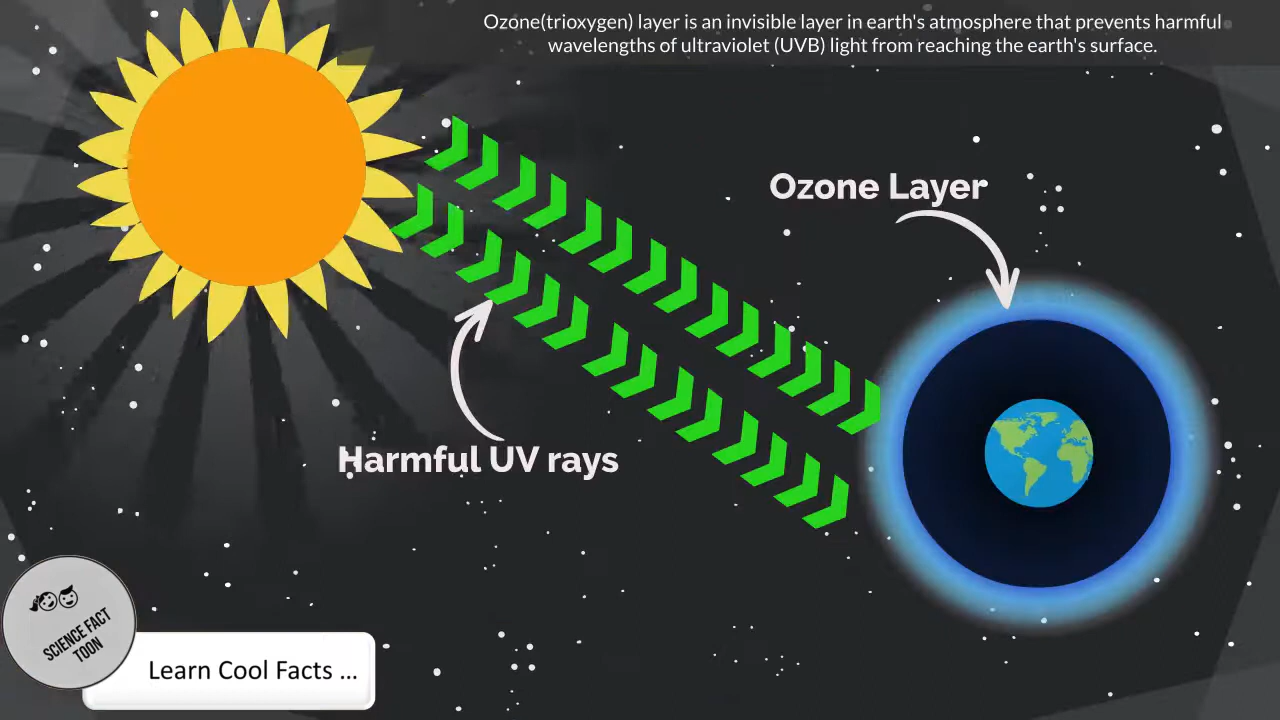 Ozone(trioxygen) layer is an invisible layer in earth's atmosphere that prevents harmful
wavelengths of ultraviolet (UVB) light from reaching the earth's surface.
Ozone Layer
Harmful UV rays
SCIENCE FACT
TOON
Learn Cool Facts ...